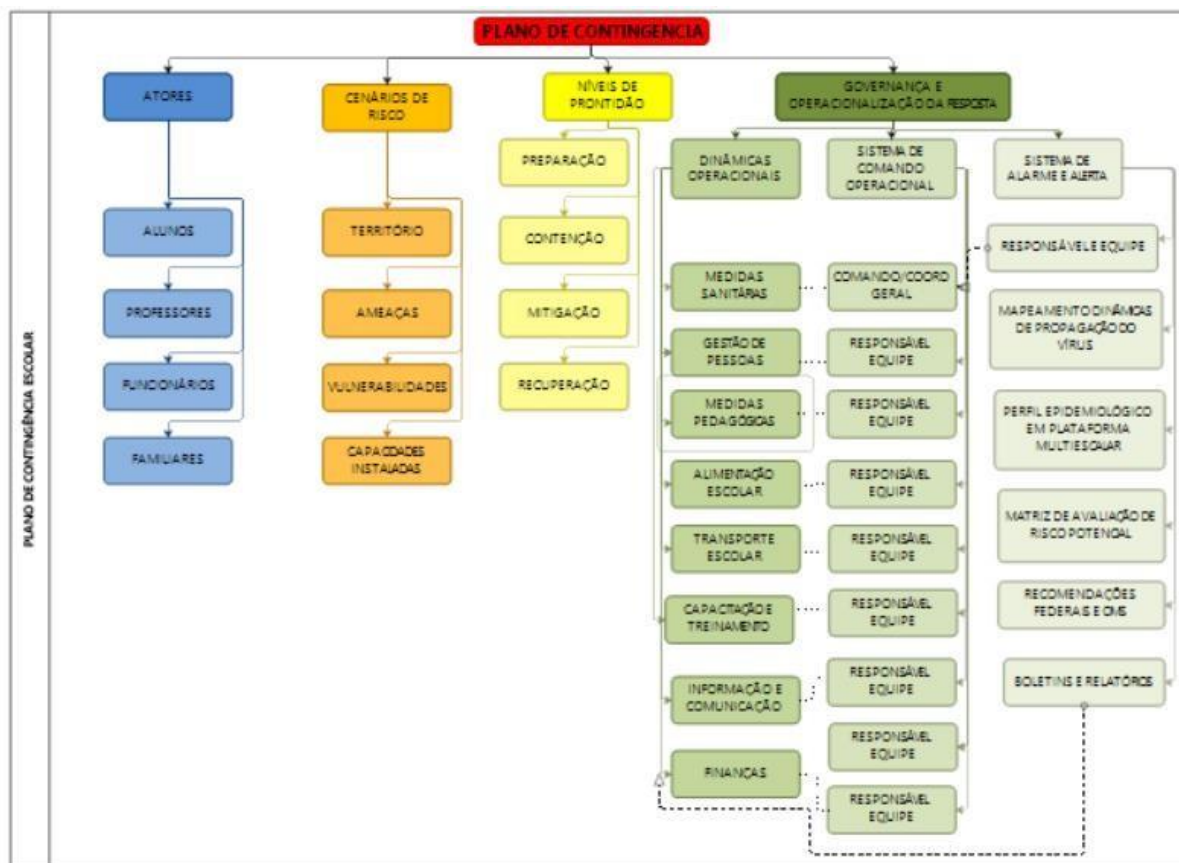 PLANO DE CONTINGENCIA
PLANO DE CONTINGÊNCIA ESCOLAR
ATORES
ALUNOS
PROFESSORES
FUNCIONÁRIOS
FAMILIARES
CENÁRIOS DE
RISCO
TERRITÓRIO
AMEAÇAS
VULNERABILIDADES
CAPACIDADES
INSTALADAS
NÍVEIS DE
PRONTIDÃO
PREPARAÇÃO
CONTENÇÃO
MITIGAÇÃO
RECUPERAÇÃO
GOVERNANÇA E
OPERACIONALIZAÇÃO DA RESPOSTA
DINÂMICAS
OPERACIONAIS
MEDIDAS
SANITÁRIAS
GESTÃO DE
PESSOAS
MEDIDAS
PEDAGÓGICAS
ALIMENTAÇÃO
ESCOLAR
TRANSPORTE
ESCOLAR
CAPACITAÇÃO E
TREINAMENTO
INFORMAÇÃO E
COMUNICAÇÃO
FINANÇAS
SISTEMA DE
COMANDO
OPERACIONAL
COMANDO/COORD
GERAL
RESPONSÁVEL
EQUIPE
RESPONSÁVEL
EQUIPE
RESPONSÁVEL
EQUIPE
RESPONSÁVEL
EQUIPE
RESPONSÁVEL
EQUIPE
RESPONSÁVEL
EQUIPE
RESPONSÁVEL
EQUIPE
RESPONSÁVEL
EQUIPE
SISTEMA DE
ALARME E ALERTA
RESPONSÁVEL E EQUIPE
MAPEAMENTO DINÂMICAS
DE PROPAGAÇÃO DO
VÍRUS
PERFIL EPIDEMIOLÓGICO
EM PLATAFORMA
MULTIESCALAR
MATRIZ DE AVALIAÇÃO DE
RISCO POTENCIAL
RECOMENDAÇÕES
FEDERAIS E OMS
BOLETINS E RELATÓRIOS